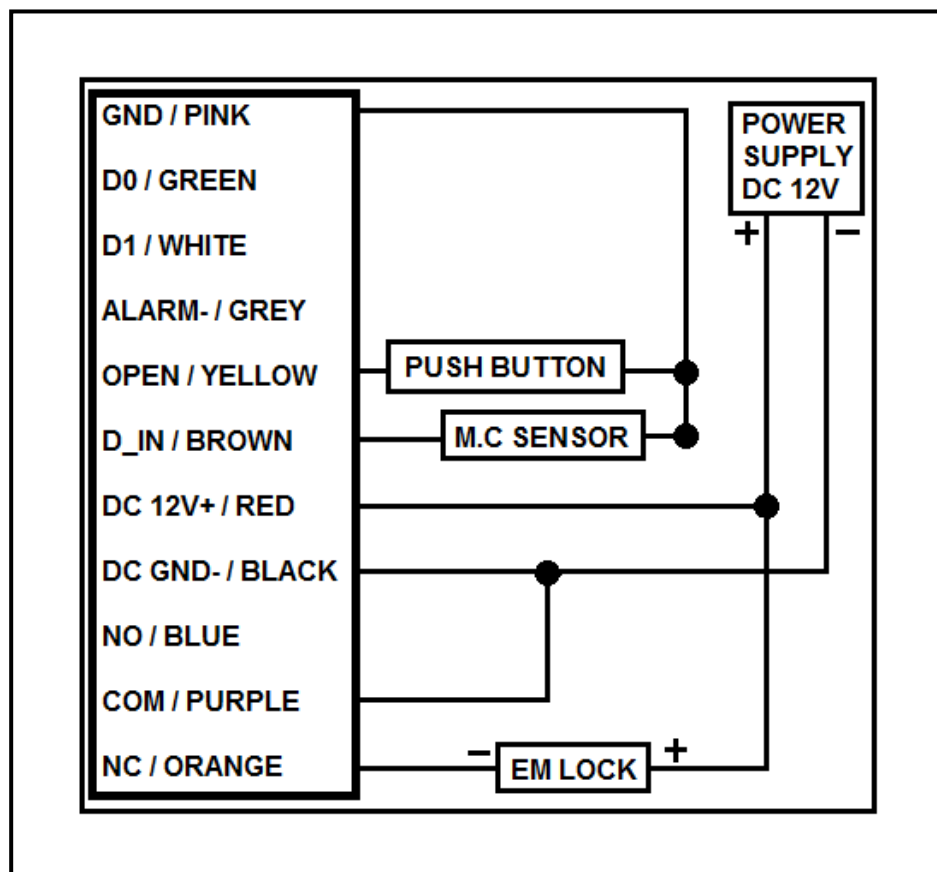 GND / PINK
D0 / GREEN
D1 / WHITE
ALARM- / GREY
OPEN / YELLOW
D_IN / BROWN
DC 12V+ / RED
DC GND- / BLACK
NO / BLUE
COM / PURPLE
NC / ORANGE
PUSH BUTTON
M.C SENSOR
POWER
SUPPLY
DC 12V
+ −
− EM LOCK +